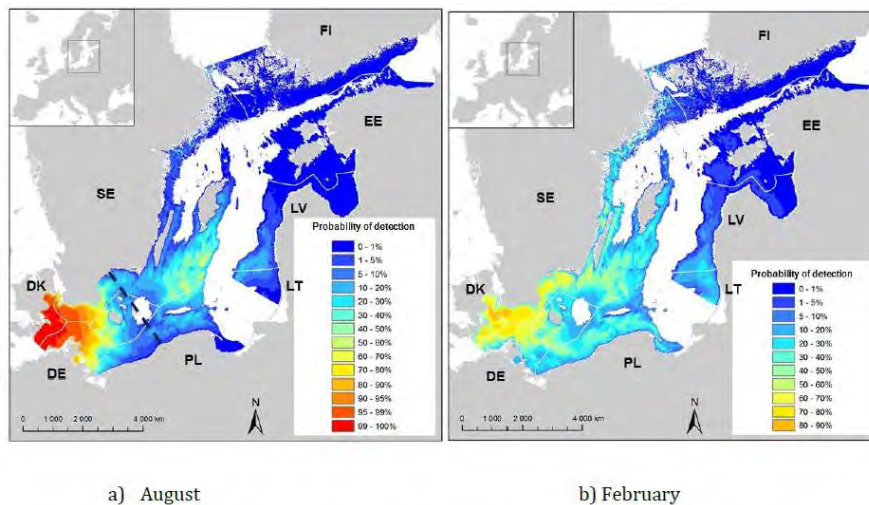 FI
EE
SE
LV
Probability of detection
0 - 1%
1 - 5%
5 - 10%
10 - 20%
20 - 30%
30 - 40%
40 - 50%
50 - 60%
60 - 70%
70 - 80%
80 - 90%
90 - 95%
95 - 99%
99 - 100%
LT
DK
PL
DE
N
0 1 000 2 000 4 000 km
a) August
FI
EE
SE
LV
Probability of detection
0 - 1%
1 - 5%
5 - 10%
10 - 20%
20 - 30%
30 - 40%
40 - 50%
50 - 60%
60 - 70%
70 - 80%
80 - 90%
LT
DK
PL
DE
N
0 1 000 2 000 4 000 km
b) February